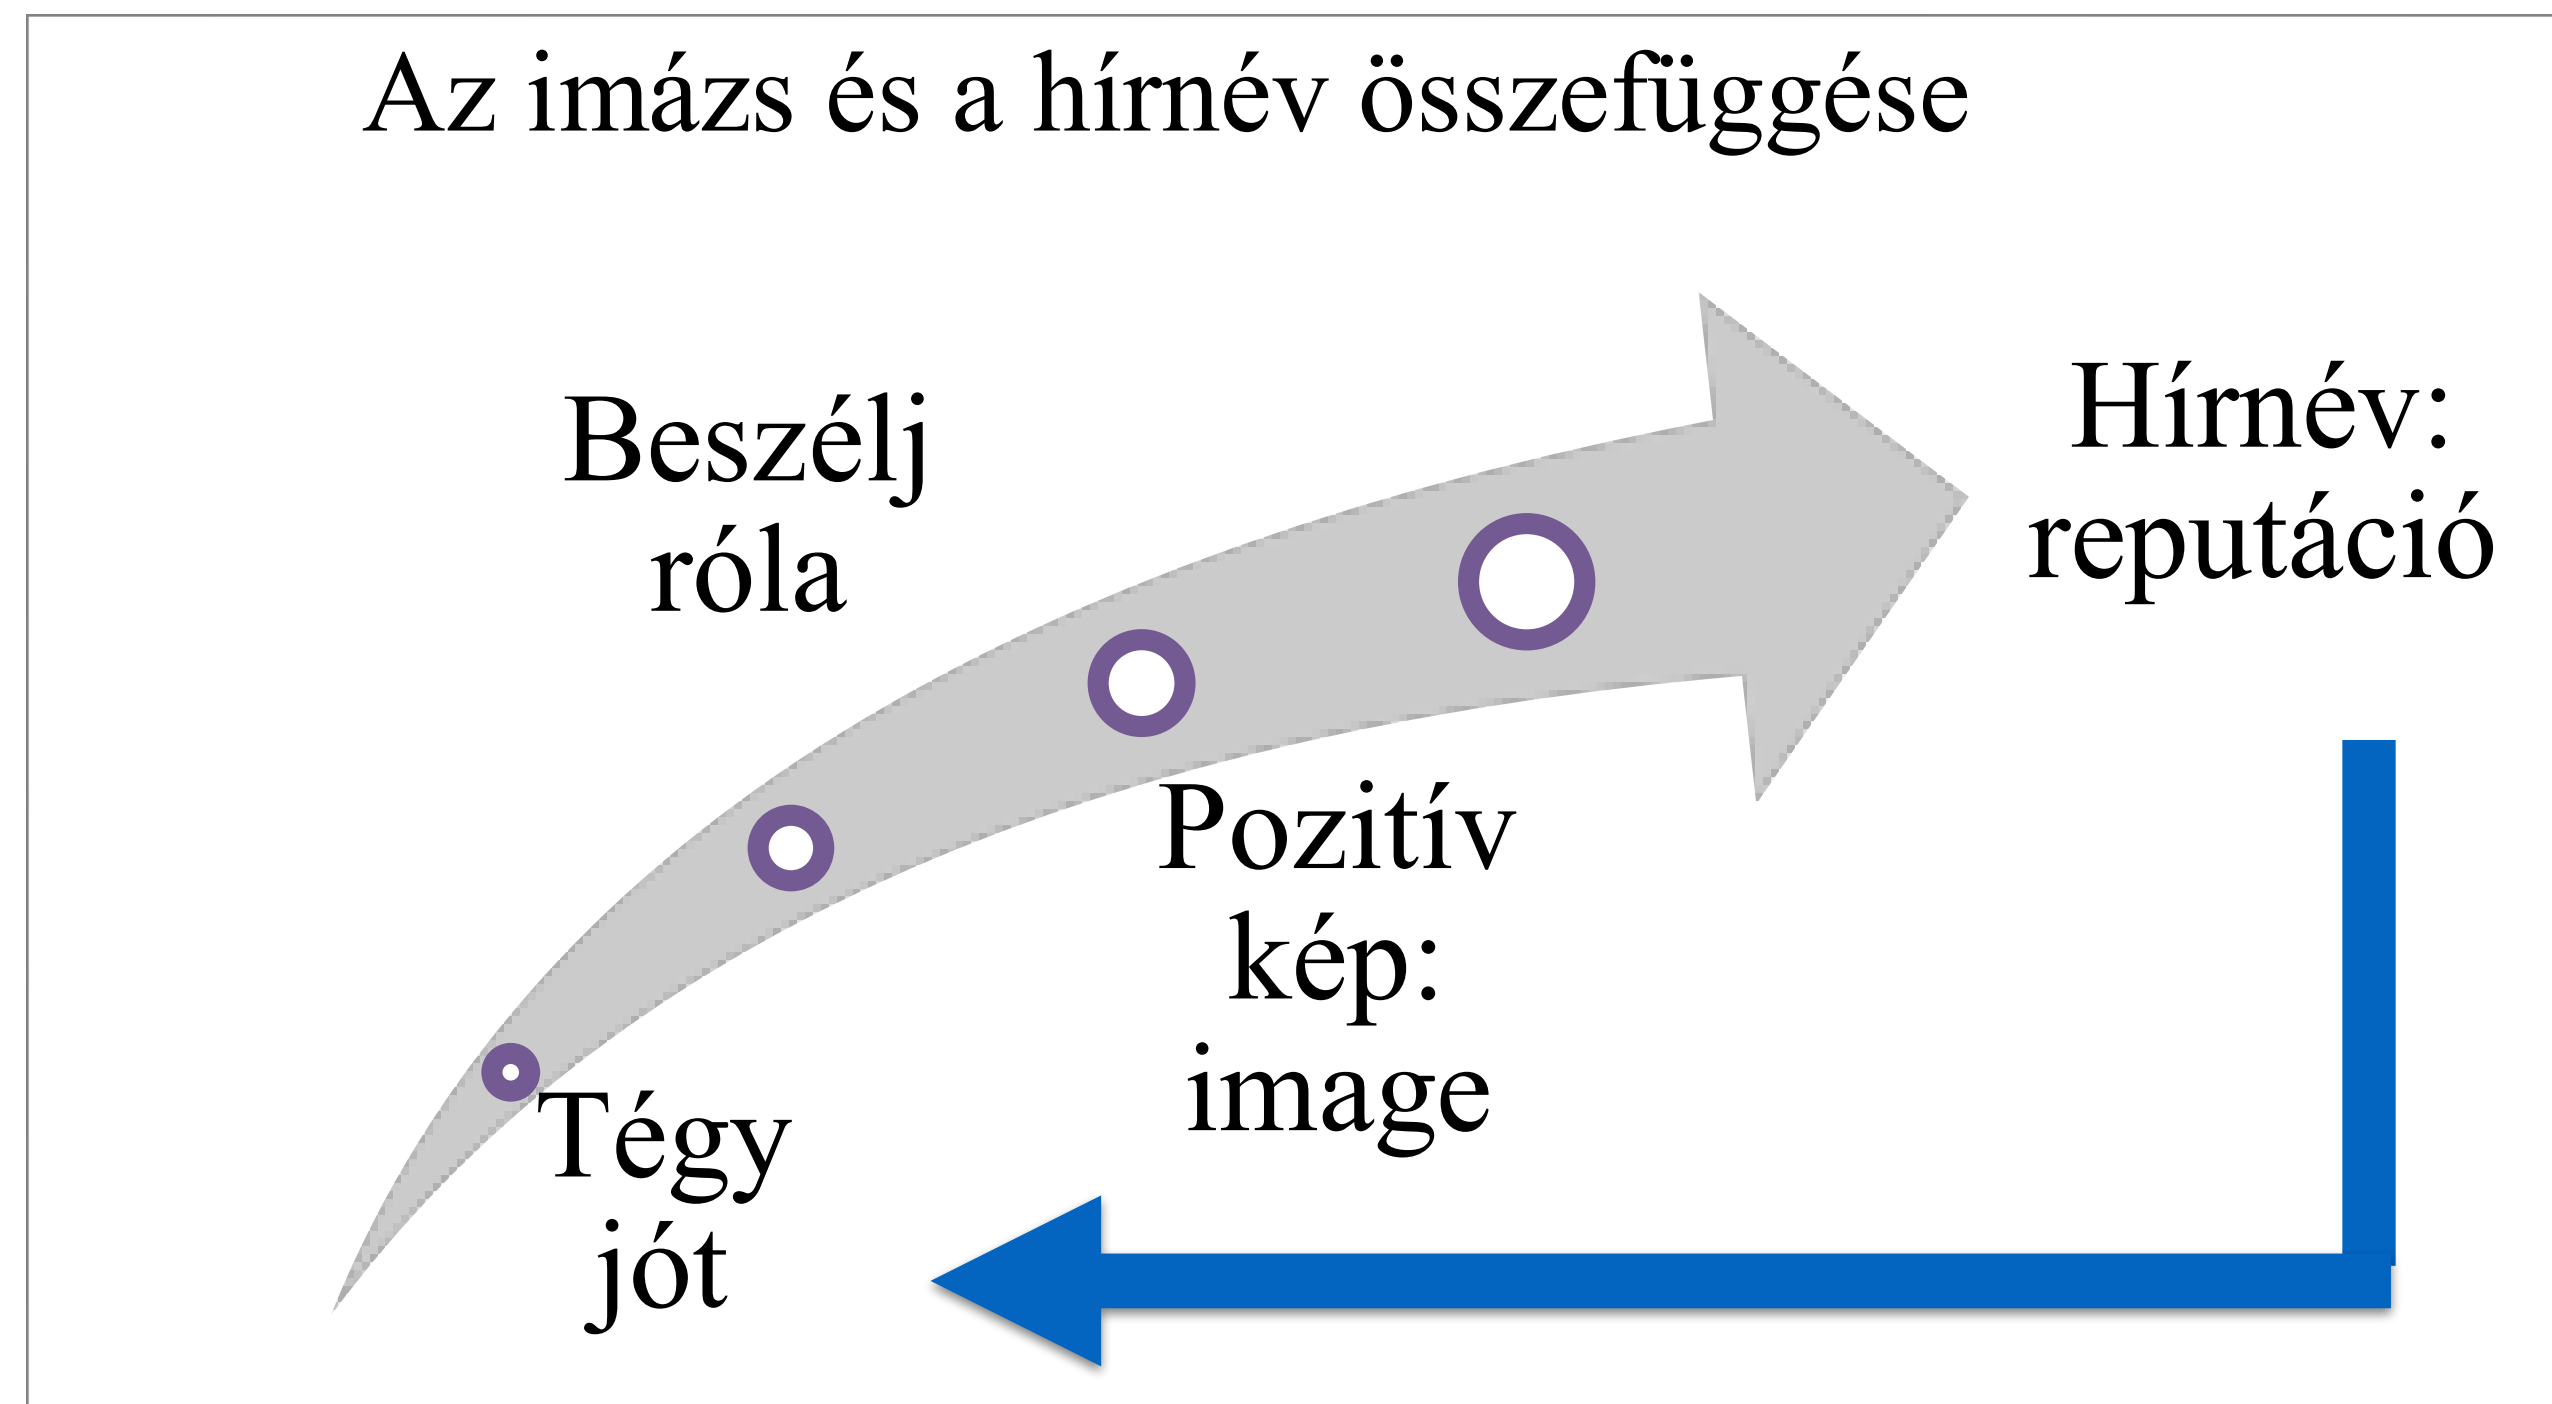 Az imázs és a hírnév összefüggése
Beszélj
róla
Hírnév:
reputáció
Pozitív
kép:
image
Tégy
jót